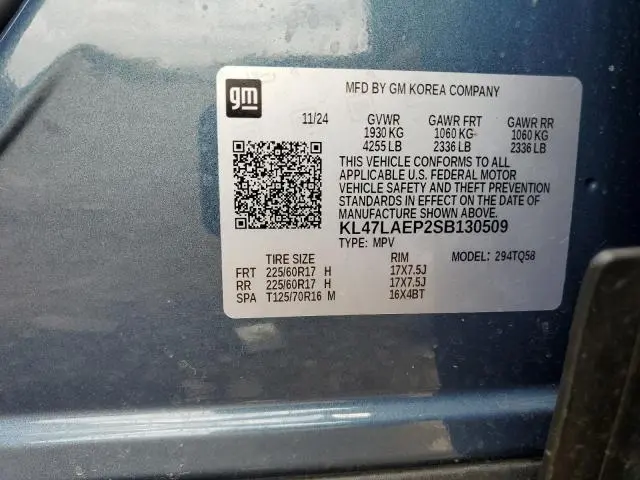 gm
MFD BY GM KOREA COMPANY
11/24 GVWR GAWR FRT GAWR RR
1930 KG 1060 KG 1060 KG
4255 LB 2336 LB 2336 LB
THIS VEHICLE CONFORMS TO ALL
APPLICABLE U.S. FEDERAL MOTOR
VEHICLE SAFETY AND THEFT PREVENTION
STANDARDS IN EFFECT ON THE DATE OF
MANUFACTURE SHOWN ABOVE.
KL47LAEP2SB130509
TYPE: MPV MODEL: 294TQ58
TIRE SIZE RIM
FRT 225/60R17 H 17X7.5J
RR 225/60R17 H 17X7.5J
SPA T125/70R16 M 16X4BT